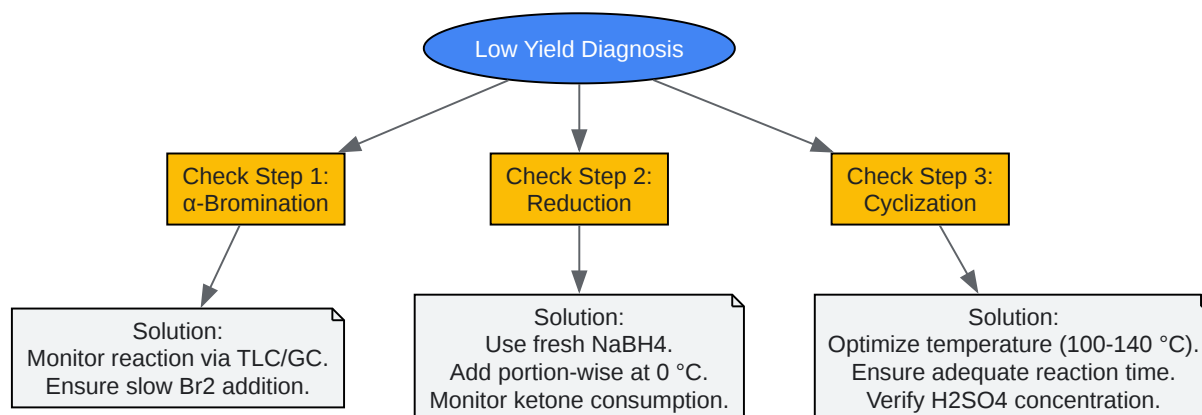 Low Yield Diagnosis
Check Step 1:
α-Bromination
Check Step 2:
Reduction
Check Step 3:
Cyclization
Solution:
Monitor reaction via TLC/GC.
Ensure slow Br2 addition.
Solution:
Use fresh NaBH4.
Add portion-wise at 0 °C.
Monitor ketone consumption.
Solution:
Optimize temperature (100-140 °C).
Ensure adequate reaction time.
Verify H2SO4 concentration.